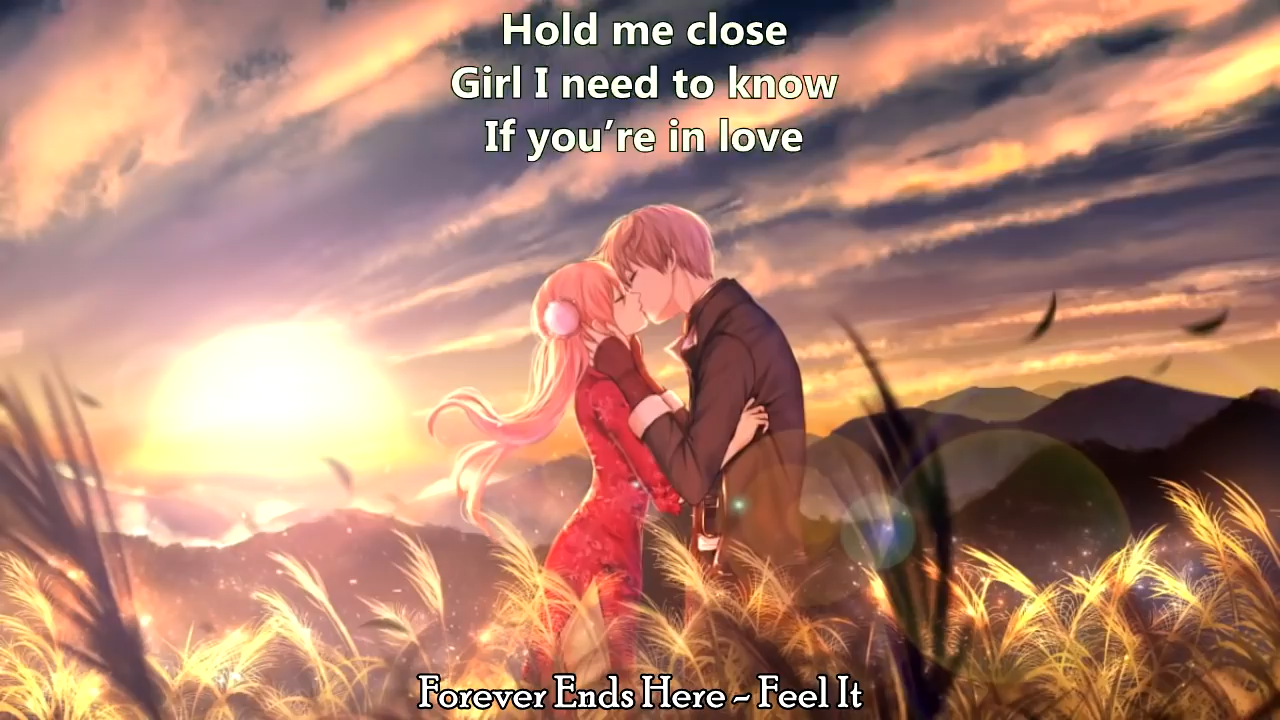 Hold me close
Girl I need to know
If you're in love
Forever Ends Here ~ Feel It